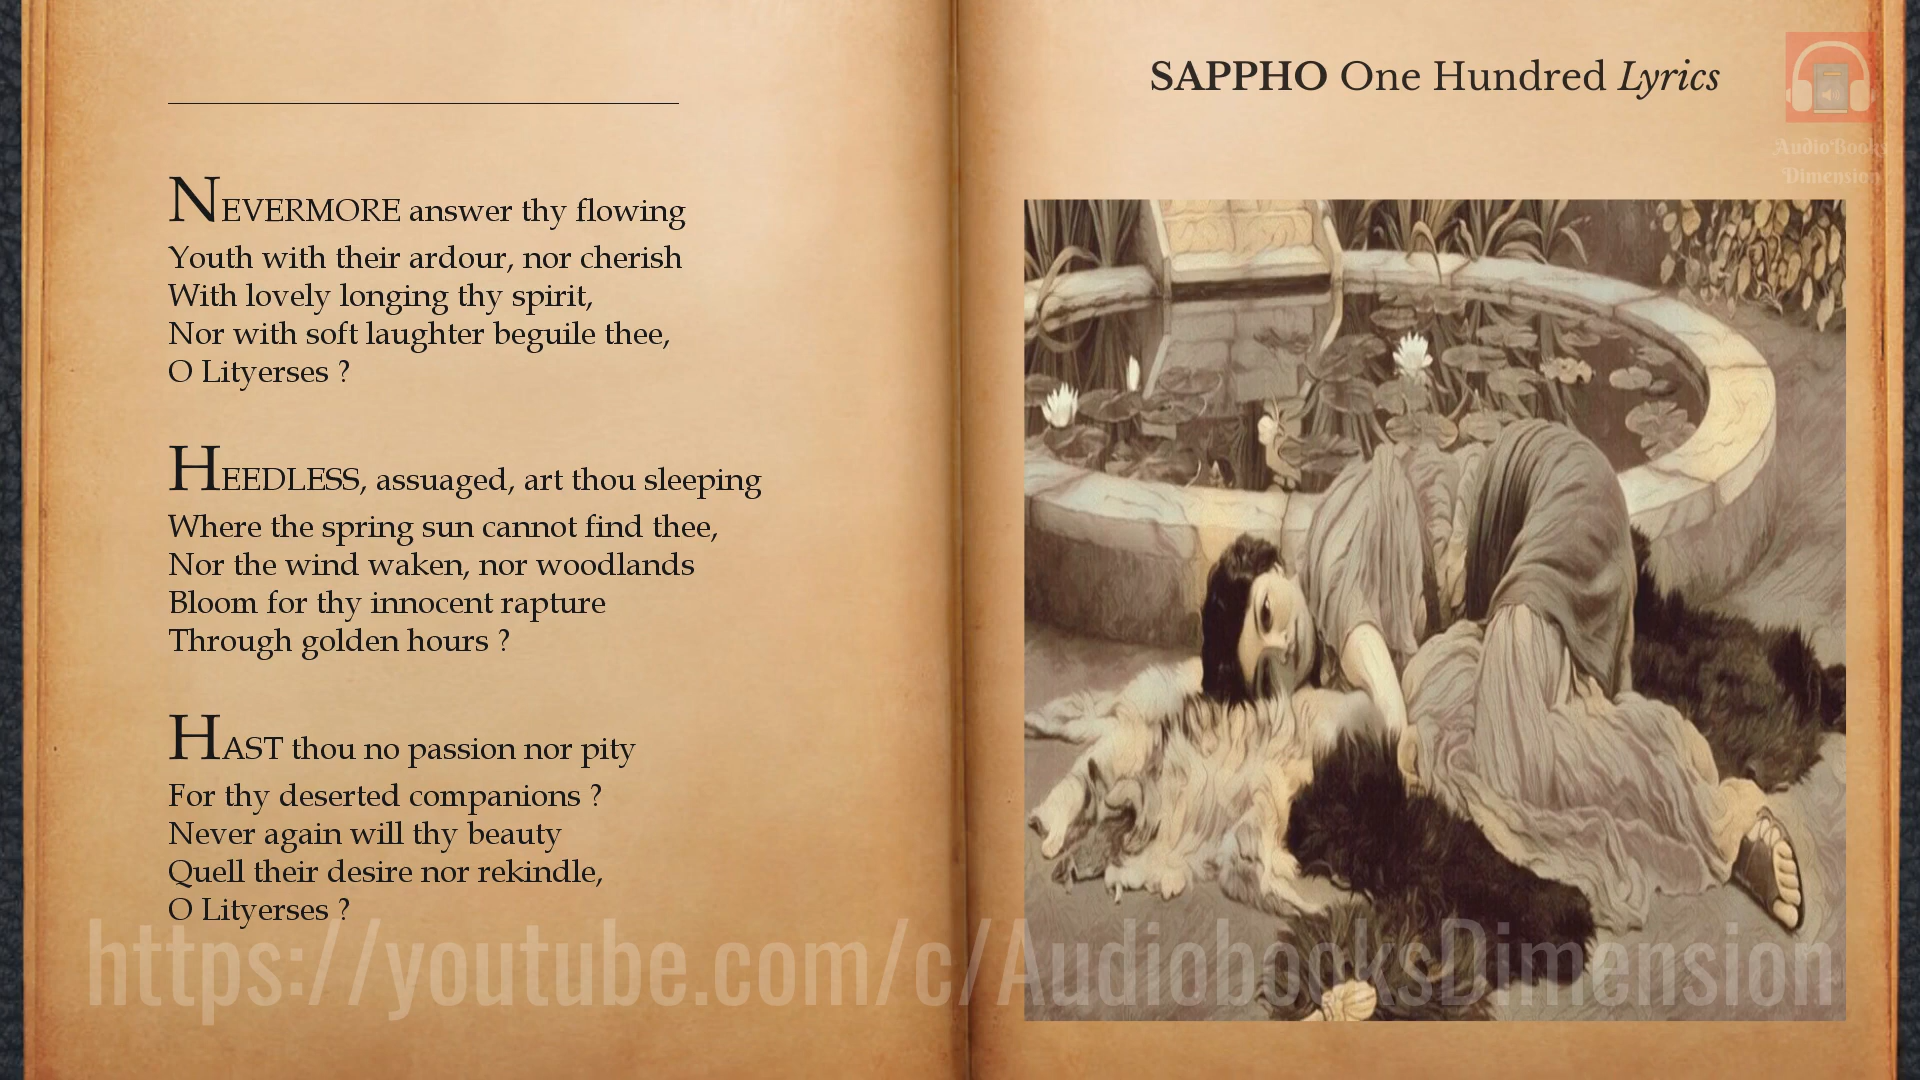 NEVERMORE answer thy flowing
Youth with their ardour, nor cherish
With lovely longing thy spirit,
Nor with soft laughter beguile thee,
O Lityerses ?
HEEDLESS, assuaged, art thou sleeping
Where the spring sun cannot find thee,
Nor the wind waken, nor woodlands
Bloom for thy innocent rapture
Through golden hours ?
HAST thou no passion nor pity
For thy deserted companions ?
Never again will thy beauty
Quell their desire nor rekindle,
O Lityerses ?
SAPPHO One Hundred Lyrics
AudioBooks
Dimension
https://youtube.com/c/AudiobooksDimension